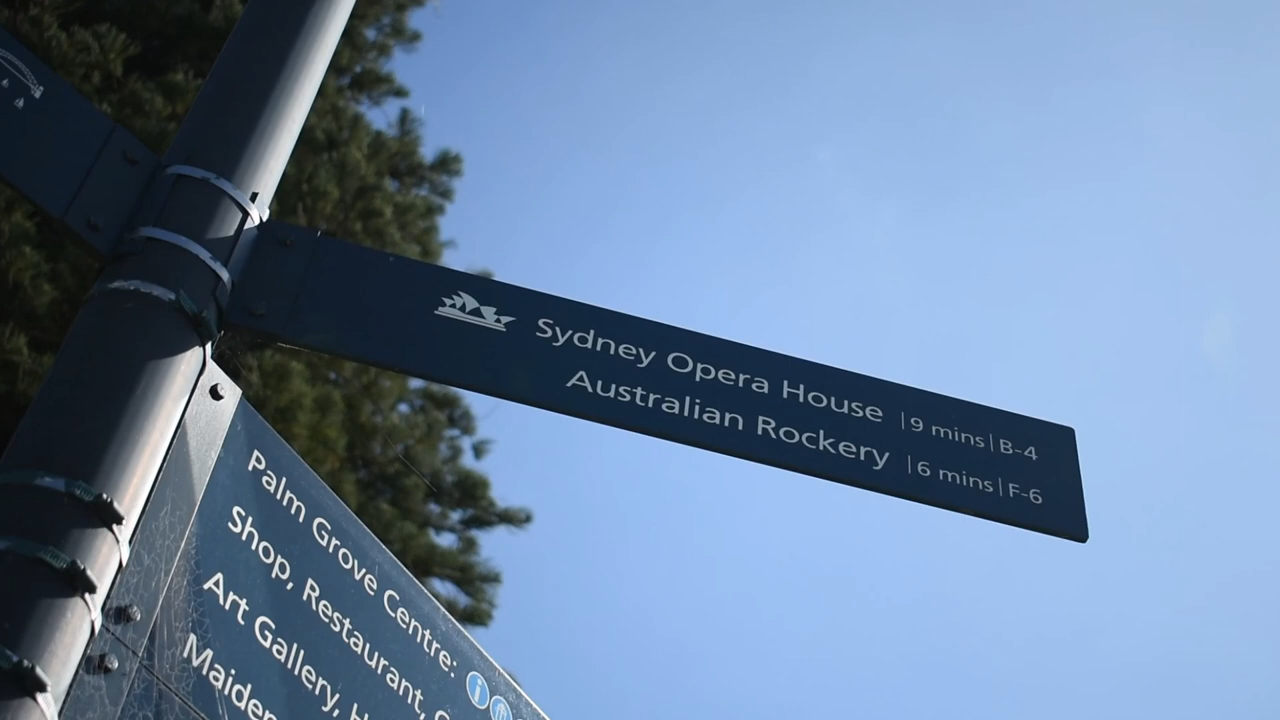 Sydney Opera House | 9 mins | B-4
Australian Rockery | 6 mins | F-6
Palm Grove Centre: i
Shop, Restaurant,
Art Gallery,